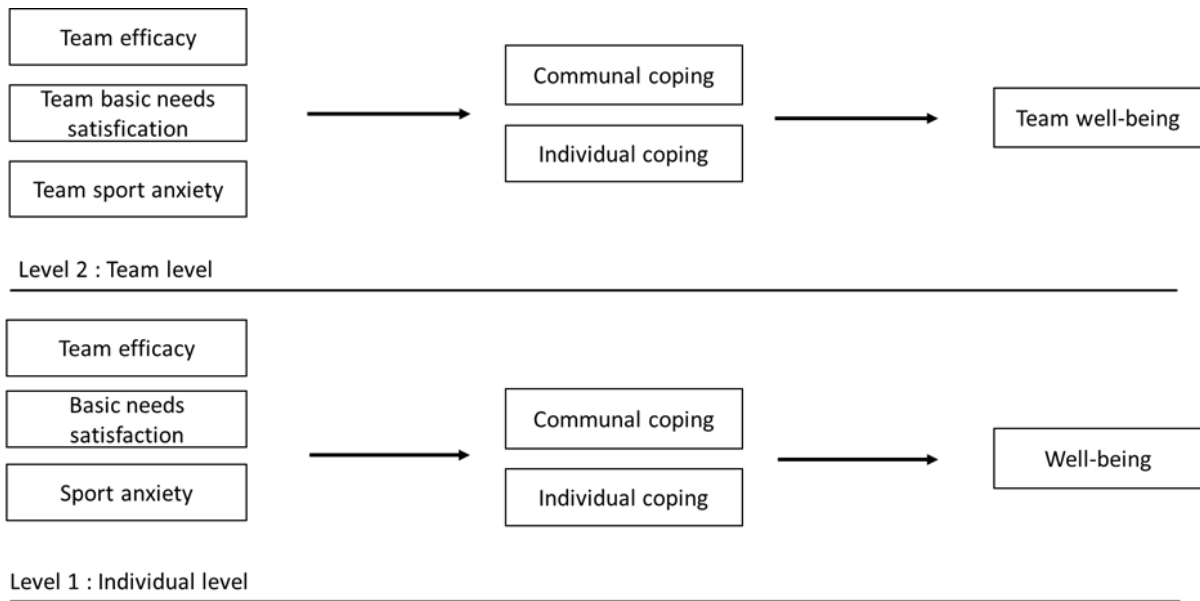 Team efficacy
Team basic needs
satisfication
Team sport anxiety
Communal coping
Individual coping
Team well-being
Level 2 : Team level
Team efficacy
Basic needs
satisfaction
Sport anxiety
Communal coping
Individual coping
Well-being
Level 1 : Individual level